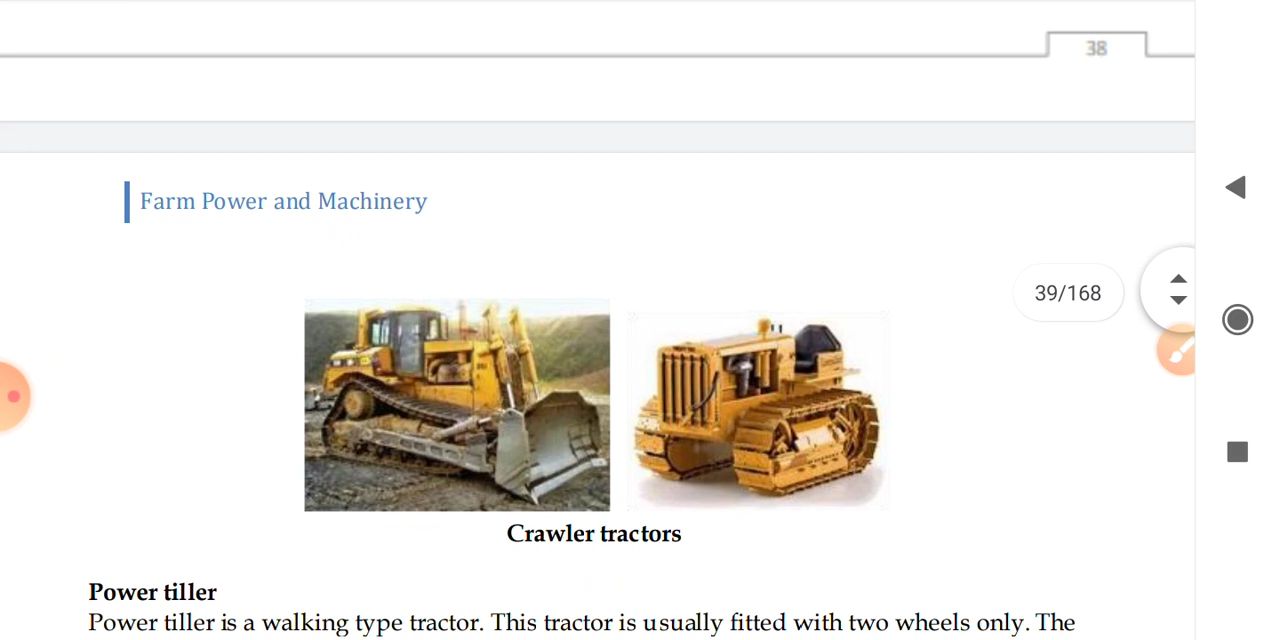 38
Farm Power and Machinery
39/168
Crawler tractors
Power tiller
Power tiller is a walking type tractor. This tractor is usually fitted with two wheels only. The